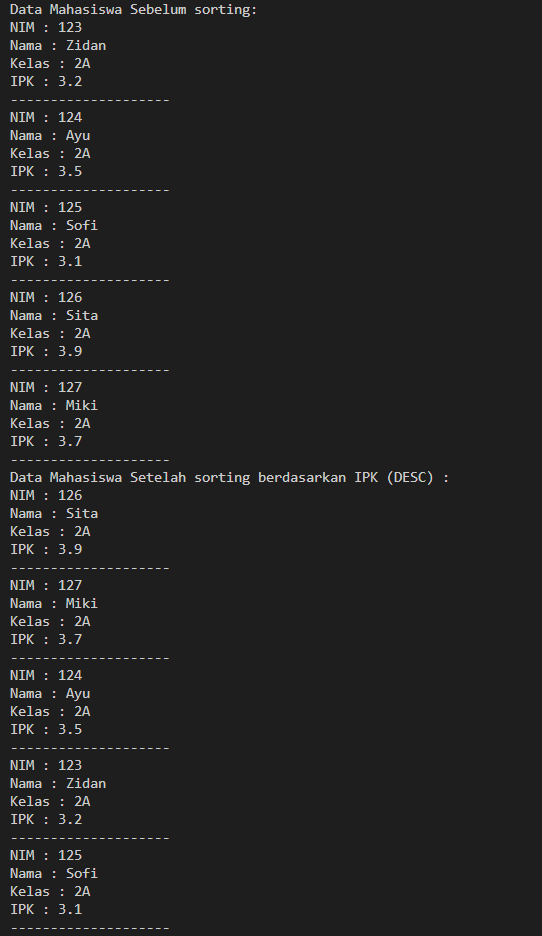 Data Mahasiswa Sebelum sorting:
NIM : 123
Nama : Zidan
Kelas : 2A
IPK : 3.2
--------------------
NIM : 124
Nama : Ayu
Kelas : 2A
IPK : 3.5
--------------------
NIM : 125
Nama : Sofi
Kelas : 2A
IPK : 3.1
--------------------
NIM : 126
Nama : Sita
Kelas : 2A
IPK : 3.9
--------------------
NIM : 127
Nama : Miki
Kelas : 2A
IPK : 3.7
--------------------
Data Mahasiswa Setelah sorting berdasarkan IPK (DESC) :
NIM : 126
Nama : Sita
Kelas : 2A
IPK : 3.9
--------------------
NIM : 127
Nama : Miki
Kelas : 2A
IPK : 3.7
--------------------
NIM : 124
Nama : Ayu
Kelas : 2A
IPK : 3.5
--------------------
NIM : 123
Nama : Zidan
Kelas : 2A
IPK : 3.2
--------------------
NIM : 125
Nama : Sofi
Kelas : 2A
IPK : 3.1
--------------------